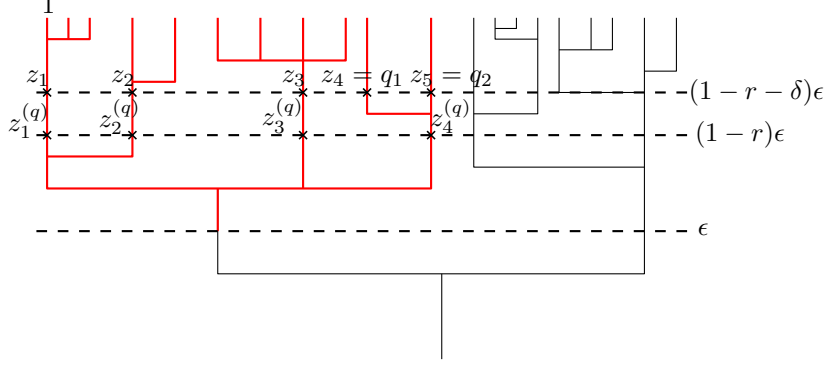 1
z₁ z₂ z₃ z₄ = q₁ z₅ = q₂ (1 − r − δ)ϵ
z₁^(q) z₂^(q) z₃^(q) z₄^(q) (1 − r)ϵ
ϵ